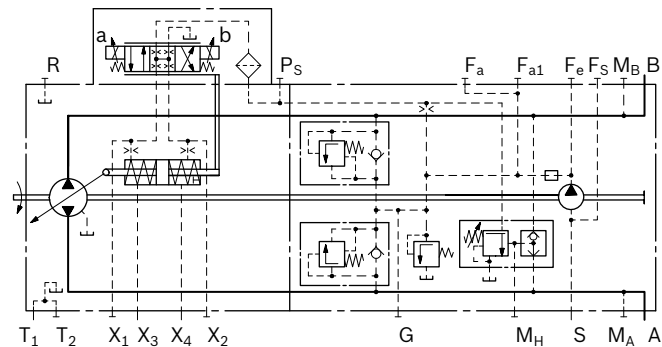 a b
R P_S F_a F_a1 F_e F_S M_B B
T_1 T_2 X_1 X_3 X_4 X_2 G M_H S M_A A